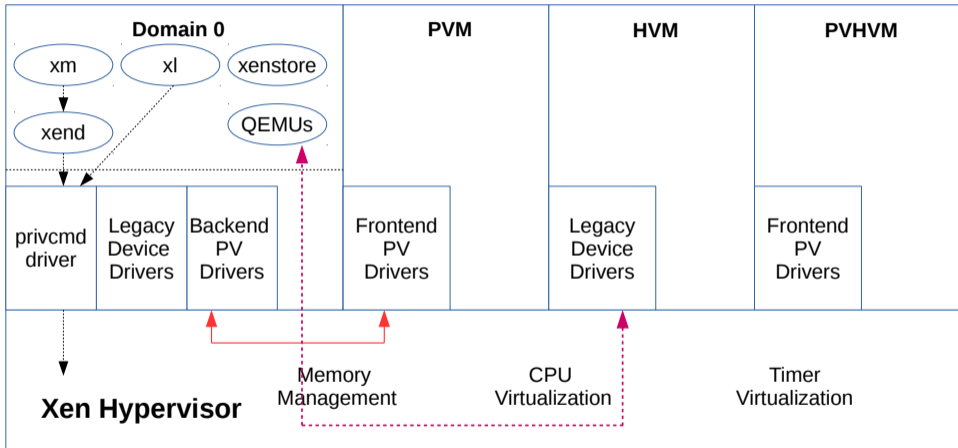 Domain 0
PVM
HVM
PVHVM
xm
xl
xenstore
xend
QEMUs
privcmd
driver
Legacy
Device
Drivers
Backend
PV
Drivers
Frontend
PV
Drivers
Legacy
Device
Drivers
Frontend
PV
Drivers
Memory
Management
CPU
Virtualization
Timer
Virtualization
Xen Hypervisor